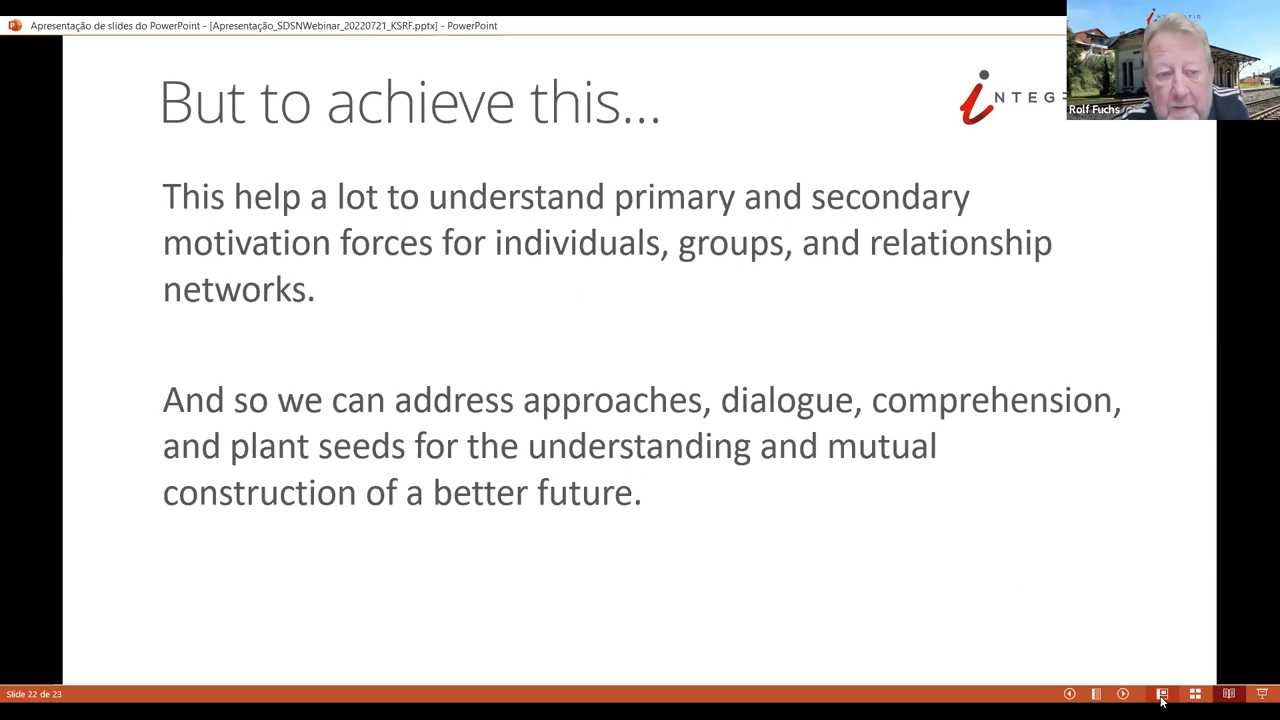 Apresentação de slides do PowerPoint - [Apresentação_SDSNWebinar_20220721_KSRF.pptx] - PowerPoint
But to achieve this...
NTEG
Rolf Fuchs
This help a lot to understand primary and secondary
motivation forces for individuals, groups, and relationship
networks.
And so we can address approaches, dialogue, comprehension,
and plant seeds for the understanding and mutual
construction of a better future.
Slide 22 de 23